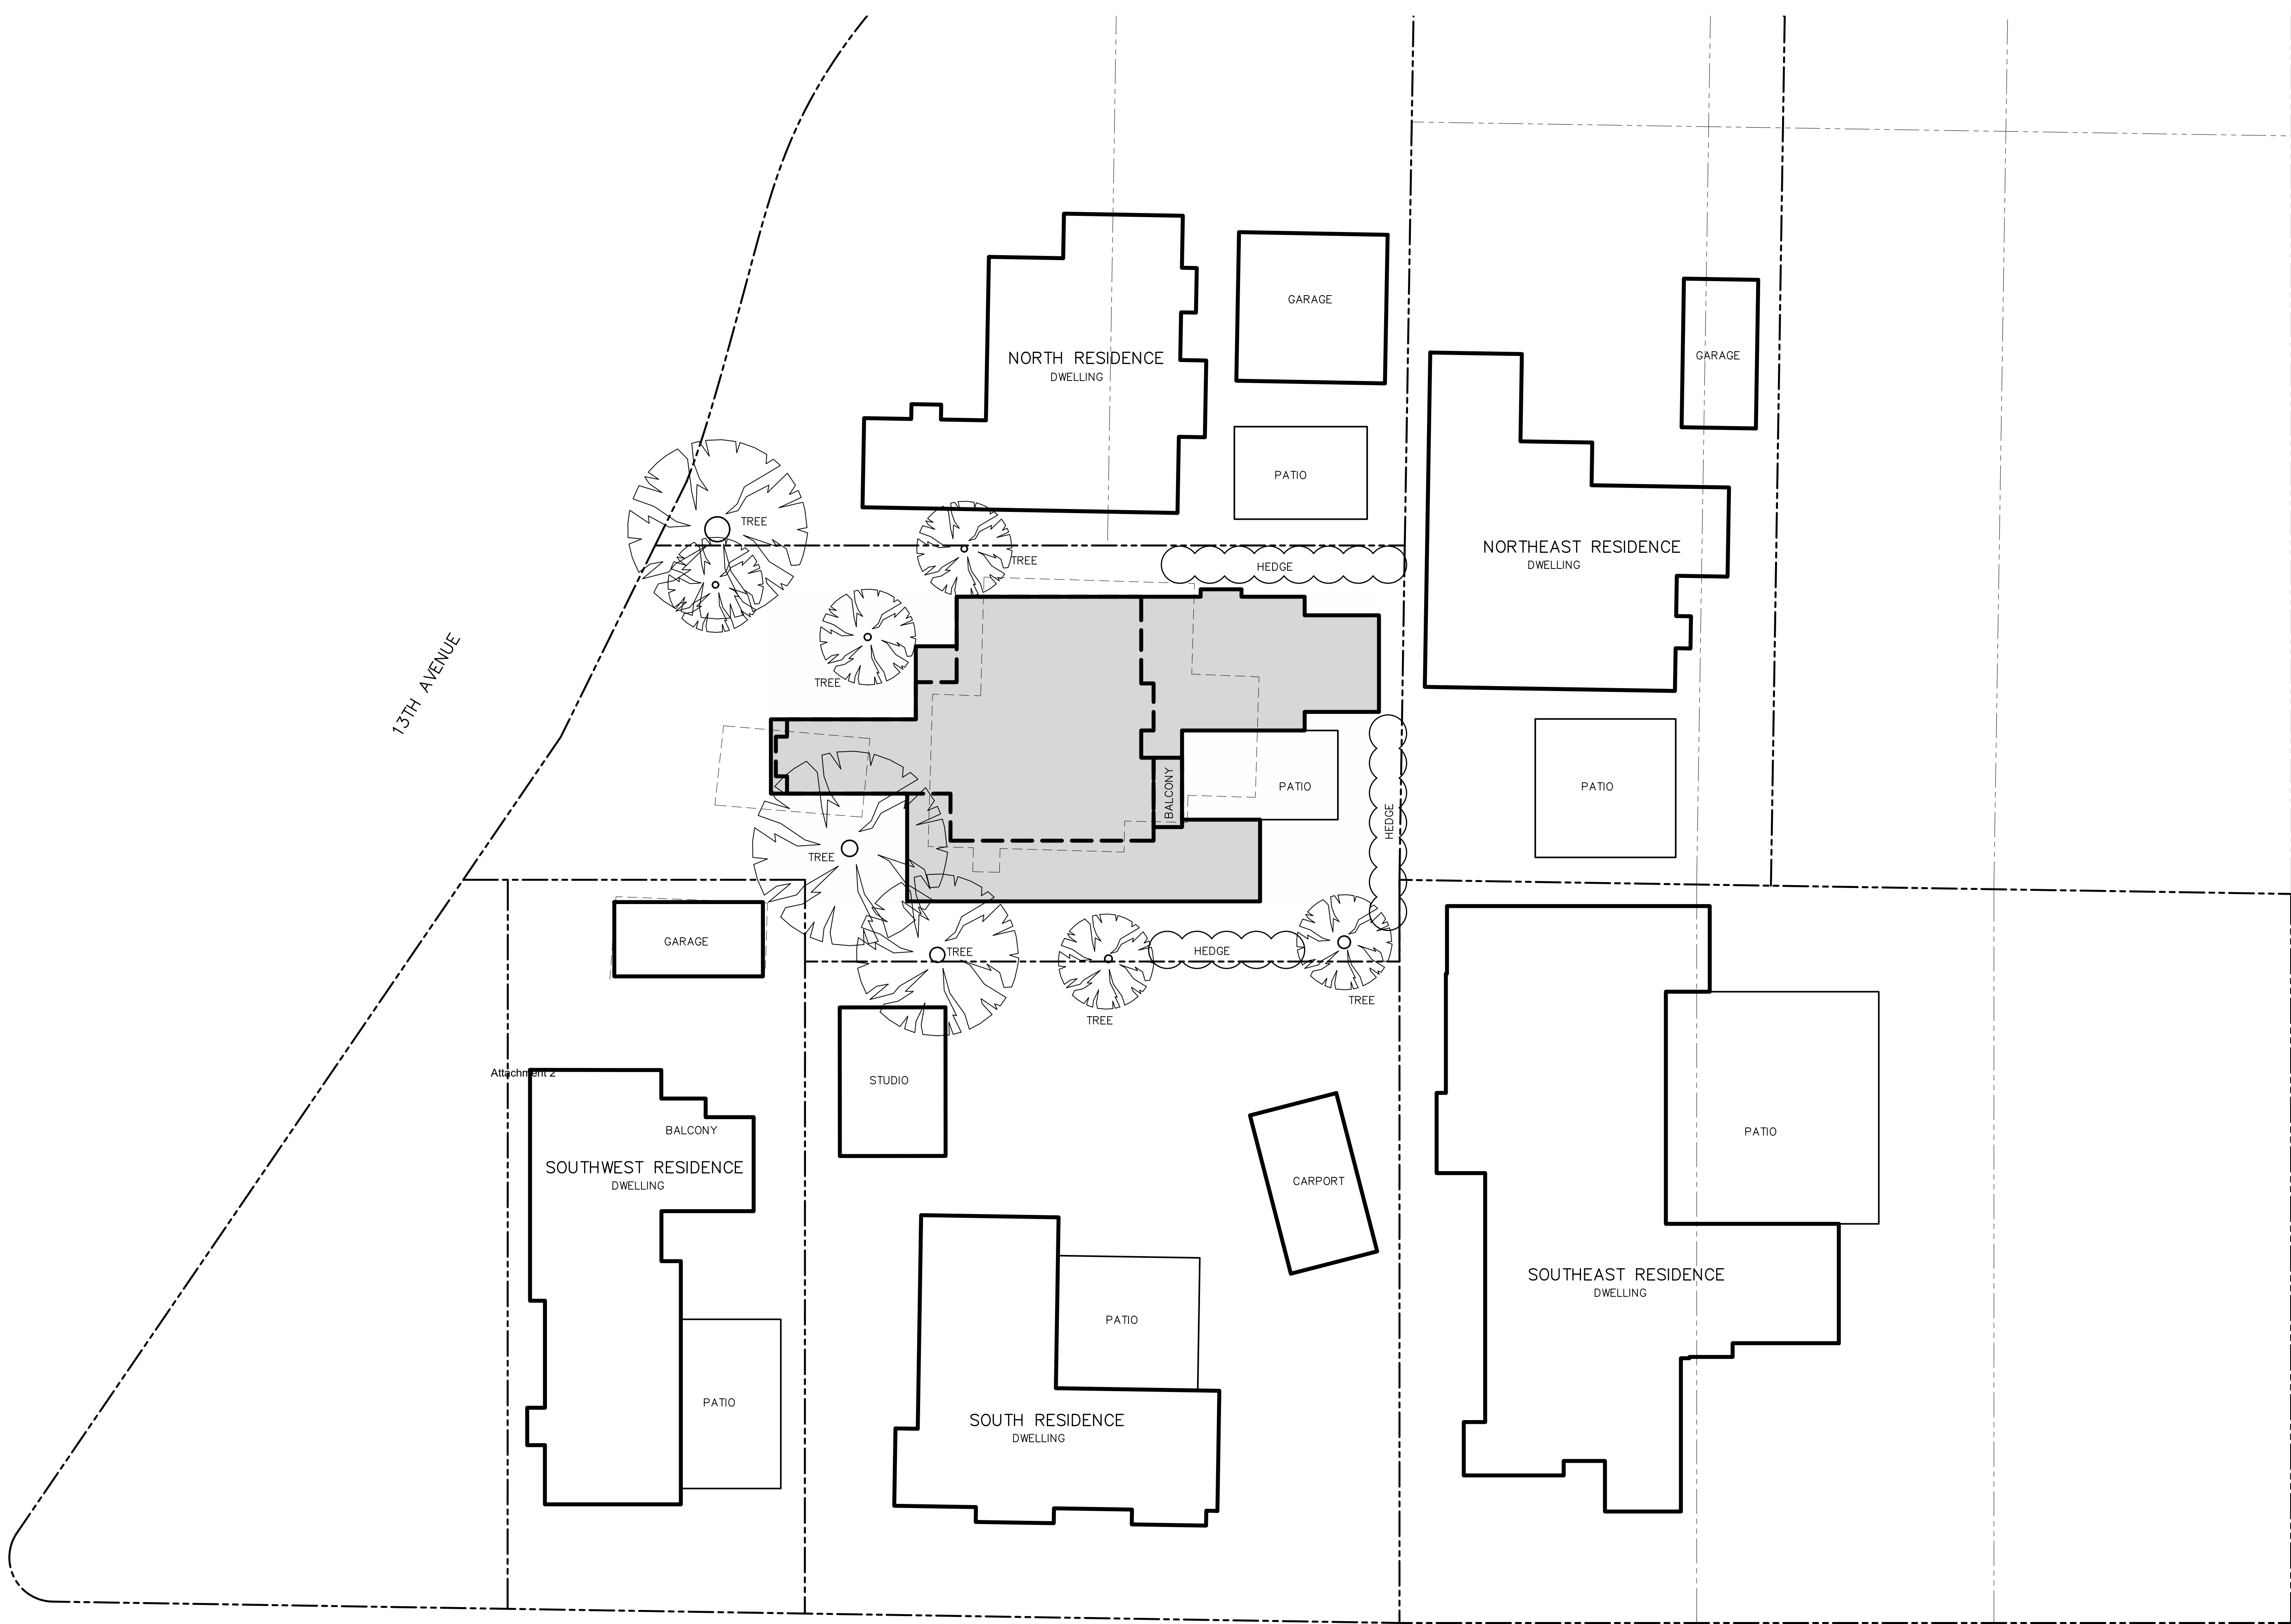 GARAGE
NORTH RESIDENCE
DWELLING
GARAGE
PATIO
TREE
NORTHEAST RESIDENCE
DWELLING
TREE
HEDGE
13TH AVENUE
TREE
BALCONY
PATIO
PATIO
HEDGE
TREE
GARAGE
TREE
HEDGE
TREE
TREE
Attachment 2
STUDIO
BALCONY
PATIO
SOUTHWEST RESIDENCE
DWELLING
CARPORT
SOUTHEAST RESIDENCE
DWELLING
PATIO
PATIO
SOUTH RESIDENCE
DWELLING